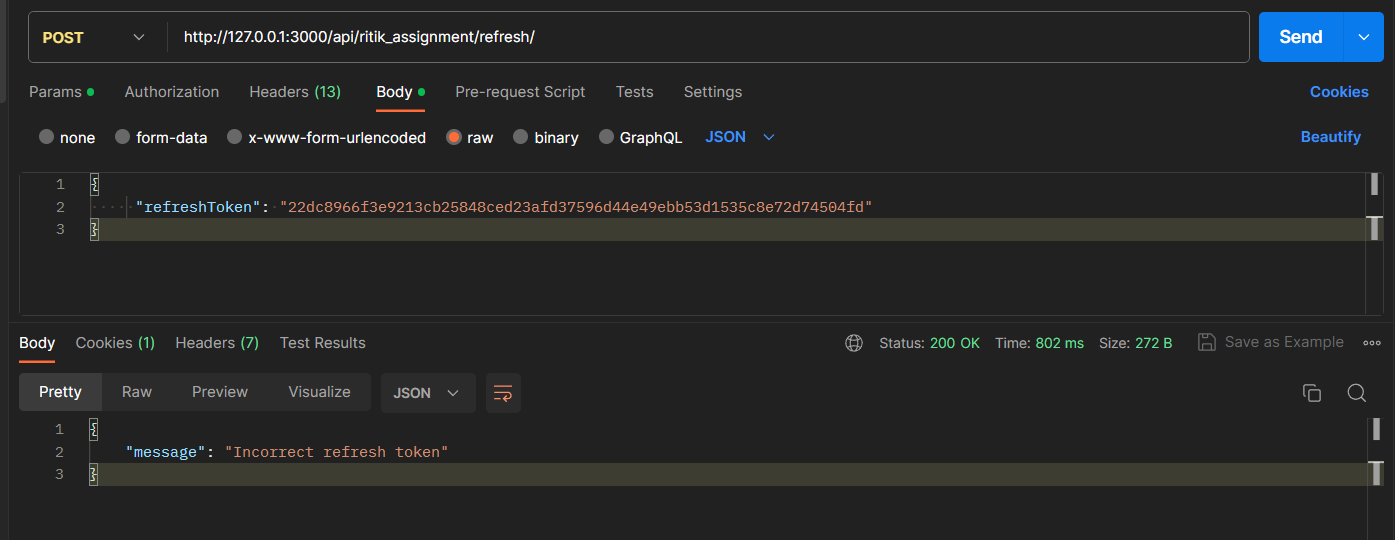 POST http://127.0.0.1:3000/api/ritik_assignment/refresh/ Send
Params Authorization Headers (13) Body Pre-request Script Tests Settings Cookies
none form-data x-www-form-urlencoded raw binary GraphQL JSON Beautify
1 {
2 "refreshToken": "22dc8966f3e9213cb25848ced23afd37596d44e49ebb53d1535c8e72d74504fd"
3 }
Body Cookies (1) Headers (7) Test Results Status: 200 OK Time: 802 ms Size: 272 B Save as Example
Pretty Raw Preview Visualize JSON
1 {
2 "message": "Incorrect refresh token"
3 }